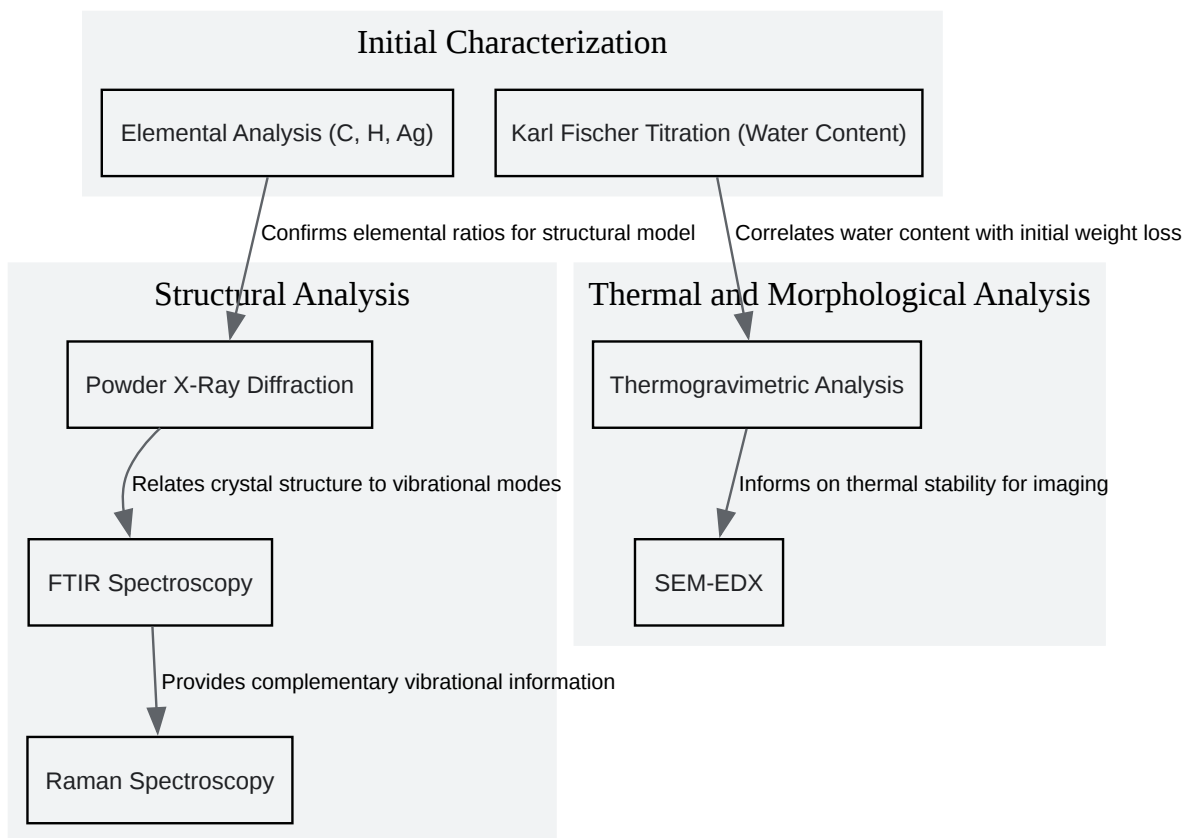 Initial Characterization
Elemental Analysis (C, H, Ag)
Karl Fischer Titration (Water Content)
Confirms elemental ratios for structural model
Correlates water content with initial weight loss
Structural Analysis
Thermal and Morphological Analysis
Powder X-Ray Diffraction
Thermogravimetric Analysis
Relates crystal structure to vibrational modes
Informs on thermal stability for imaging
FTIR Spectroscopy
SEM-EDX
Provides complementary vibrational information
Raman Spectroscopy